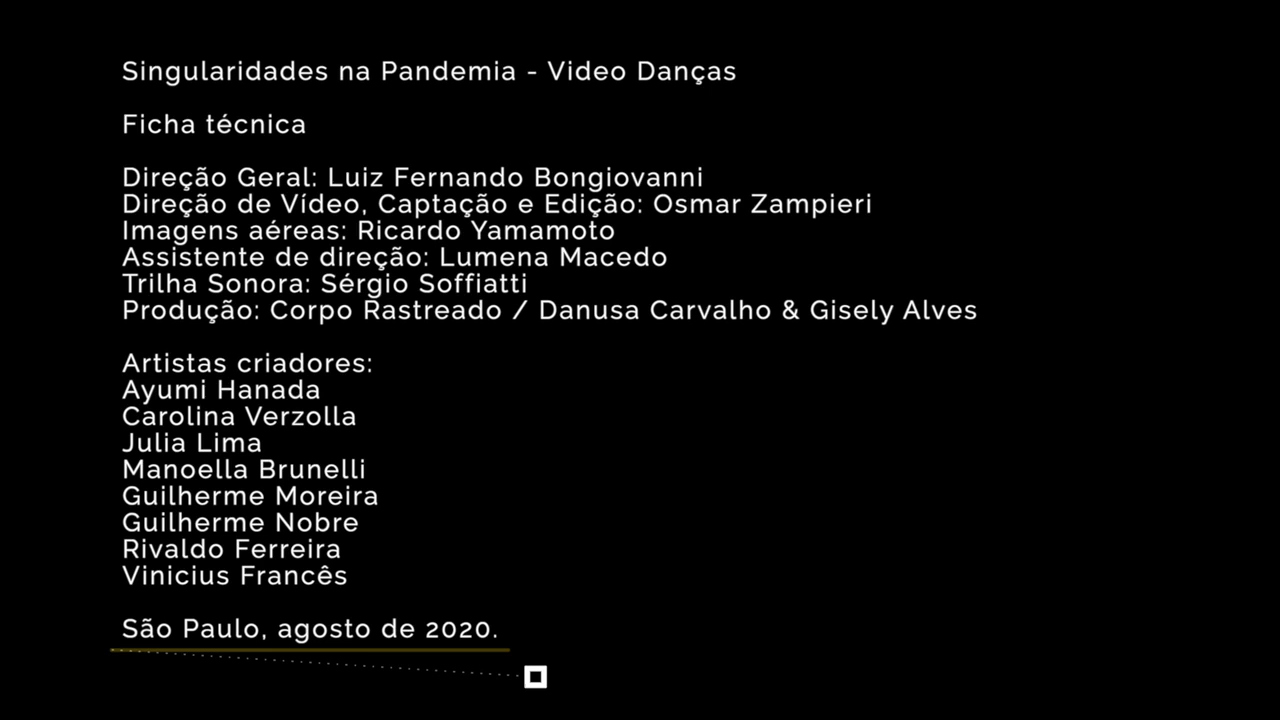 Singularidades na Pandemia - Video Danças
Ficha técnica
Direção Geral: Luiz Fernando Bongiovanni
Direção de Vídeo, Captação e Edição: Osmar Zampieri
Imagens aéreas: Ricardo Yamamoto
Assistente de direção: Lumena Macedo
Trilha Sonora: Sérgio Soffiatti
Produção: Corpo Rastreado / Danusa Carvalho & Gisely Alves
Artistas criadores:
Ayumi Hanada
Carolina Verzolla
Julia Lima
Manoella Brunelli
Guilherme Moreira
Guilherme Nobre
Rivaldo Ferreira
Vinicius Francês
São Paulo, agosto de 2020.